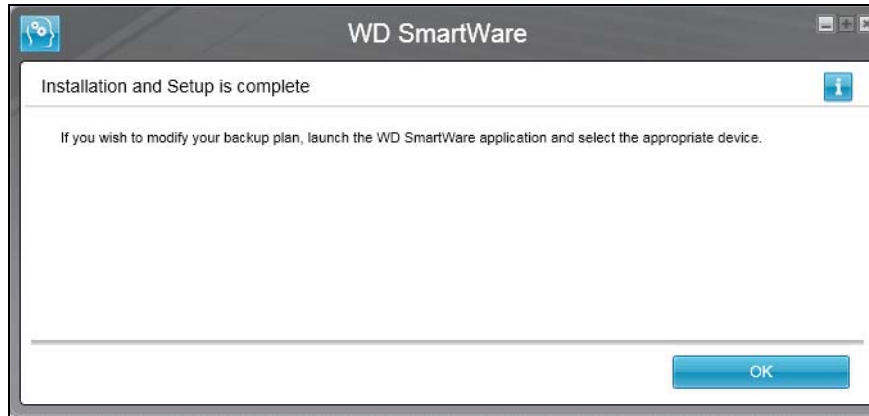 WD SmartWare
Installation and Setup is complete
If you wish to modify your backup plan, launch the WD SmartWare application and select the appropriate device.
OK